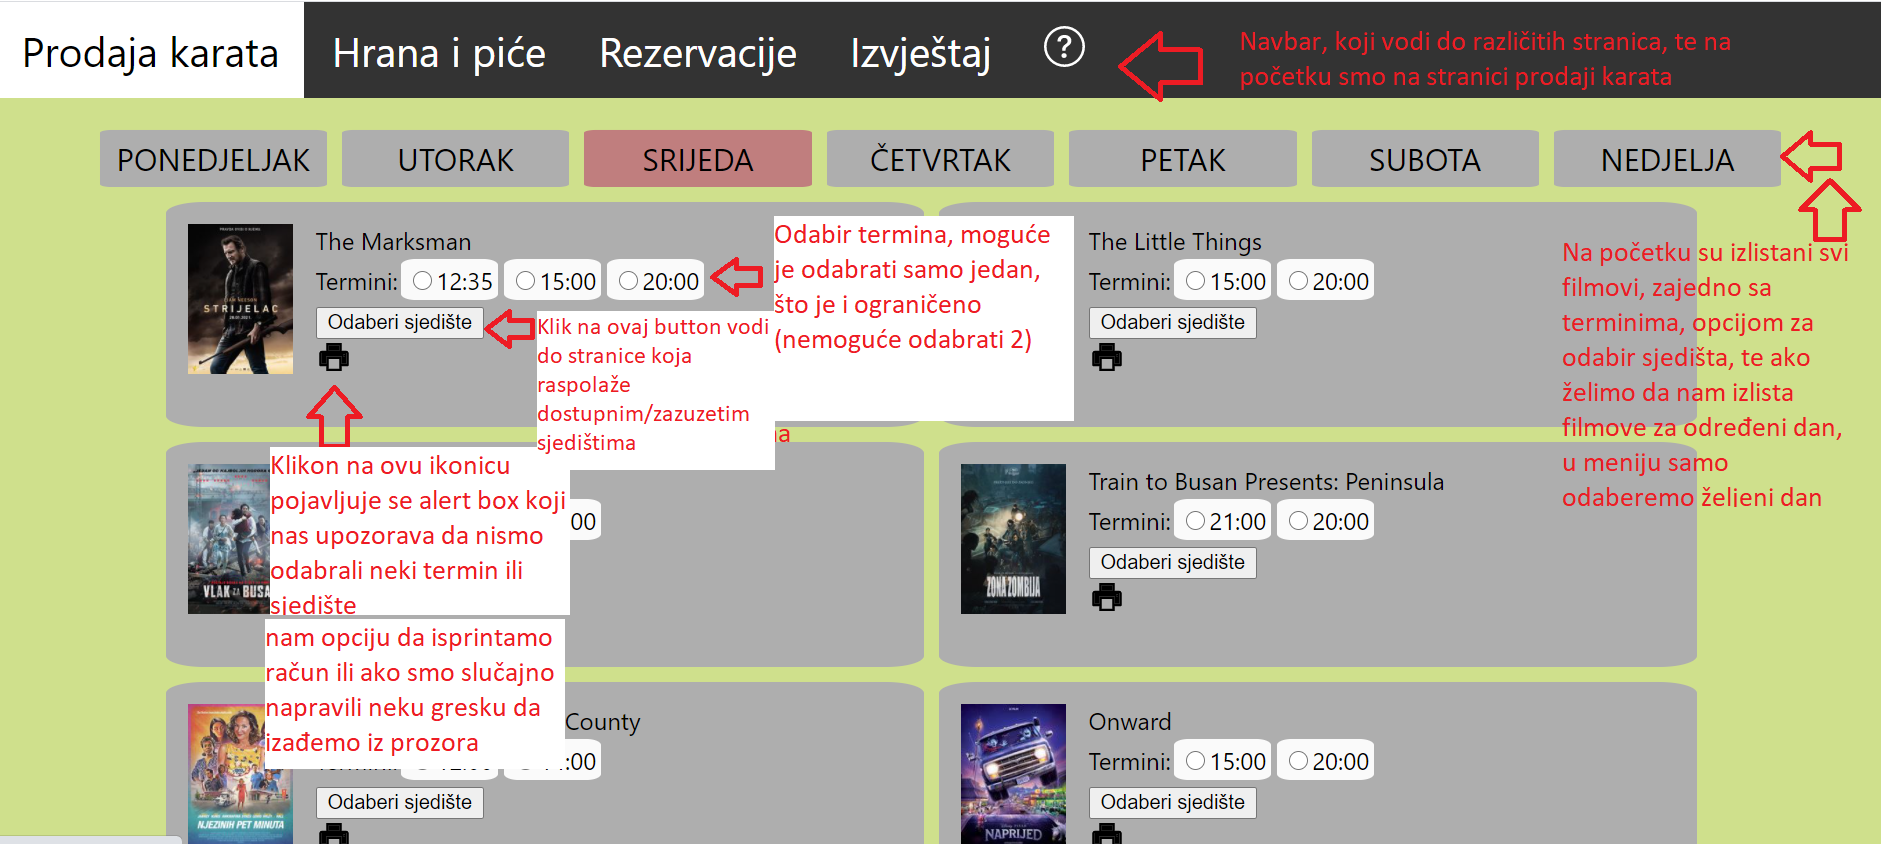 Prodaja karata
Hrana i piće
Rezervacije
Izvještaj
?
Navbar, koji vodi do različitih stranica, te na
početku smo na stranici prodaji karata
PONEDJELJAK
UTORAK
SRIJEDA
ČETVRTAK
PETAK
SUBOTA
NEDJELJA
STRIJELAC
The Marksman
Termini: 12:35 15:00 20:00
Odaberi sjedište
Odabir termina, moguće
je odabrati samo jedan,
što je i ograničeno
(nemoguće odabrati 2)
Klik na ovaj button vodi
do stranice koja
raspolaže
dostupnim/zazuzetim
sjedištima
The Little Things
Termini: 15:00 20:00
Odaberi sjedište
Na početku su izlistani svi
filmovi, zajedno sa
terminima, opcijom za
odabir sjedišta, te ako
želimo da nam izlista
filmove za određeni dan,
u meniju samo
odaberemo željeni dan
Klikon na ovu ikonicu
pojavljuje se alert box koji
nas upozorava da nismo
odabrali neki termin ili
sjedište
nam opciju da isprintamo
račun ili ako smo slučajno
napravili neku gresku da
izađemo iz prozora
VLAK ZA BUSA
:00
ZONA ZOMBIJA
Train to Busan Presents: Peninsula
Termini: 21:00 20:00
Odaberi sjedište
NJEZINIH PET MINUTA
County
Termini: :00
Odaberi sjedište
NAPRIJED
Onward
Termini: 15:00 20:00
Odaberi sjedište